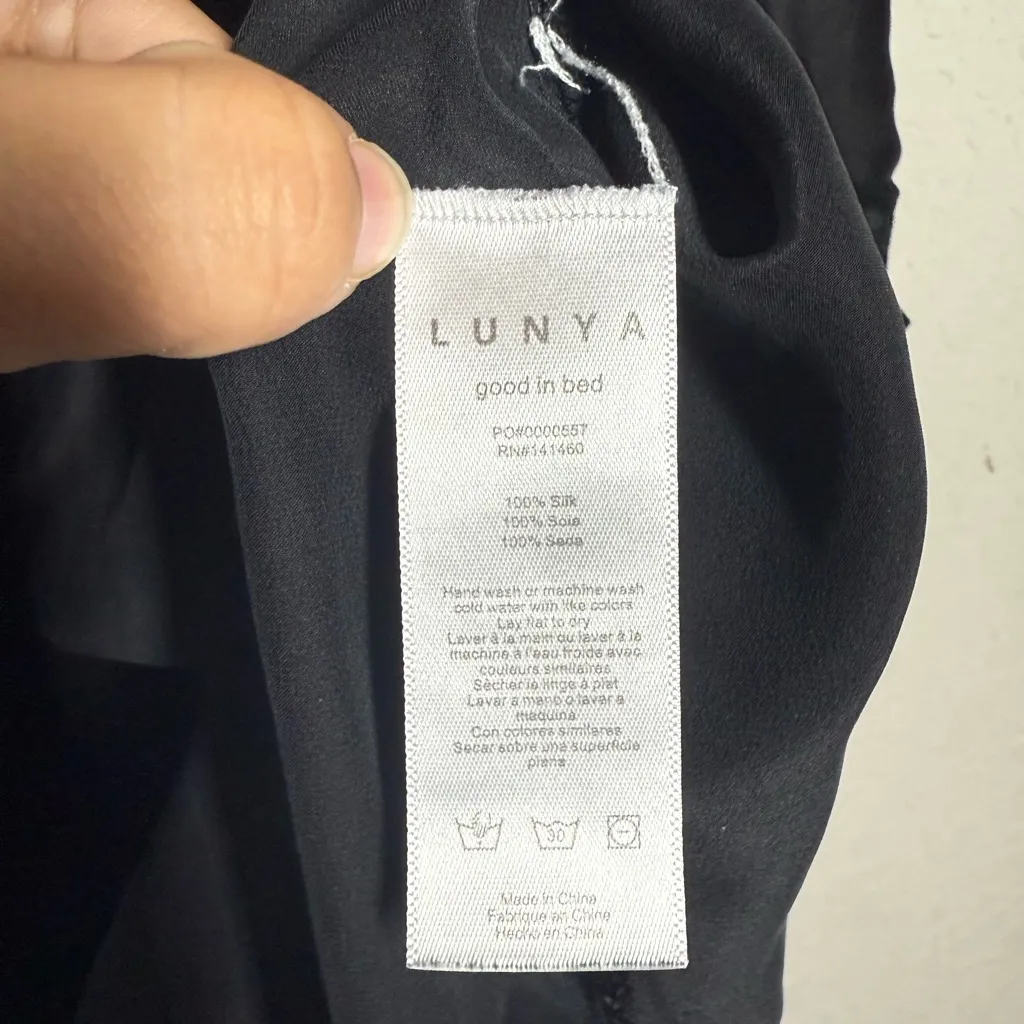 LUNYA
good in bed
PO#0000557
RN#141460
100% Silk
100% Soie
100% Seda
Hand wash or machine wash
cold water with like colors
Lay flat to dry
Laver à la main ou laver à la
machine à l'eau froide avec
couleurs similaires
Sécher le linge à plat
Lavar a mano o lavar a
maquina
Con colores similares
Secar sobre una superficie
plana
30
Made in China
Fabriqué en Chine
Hecho en China